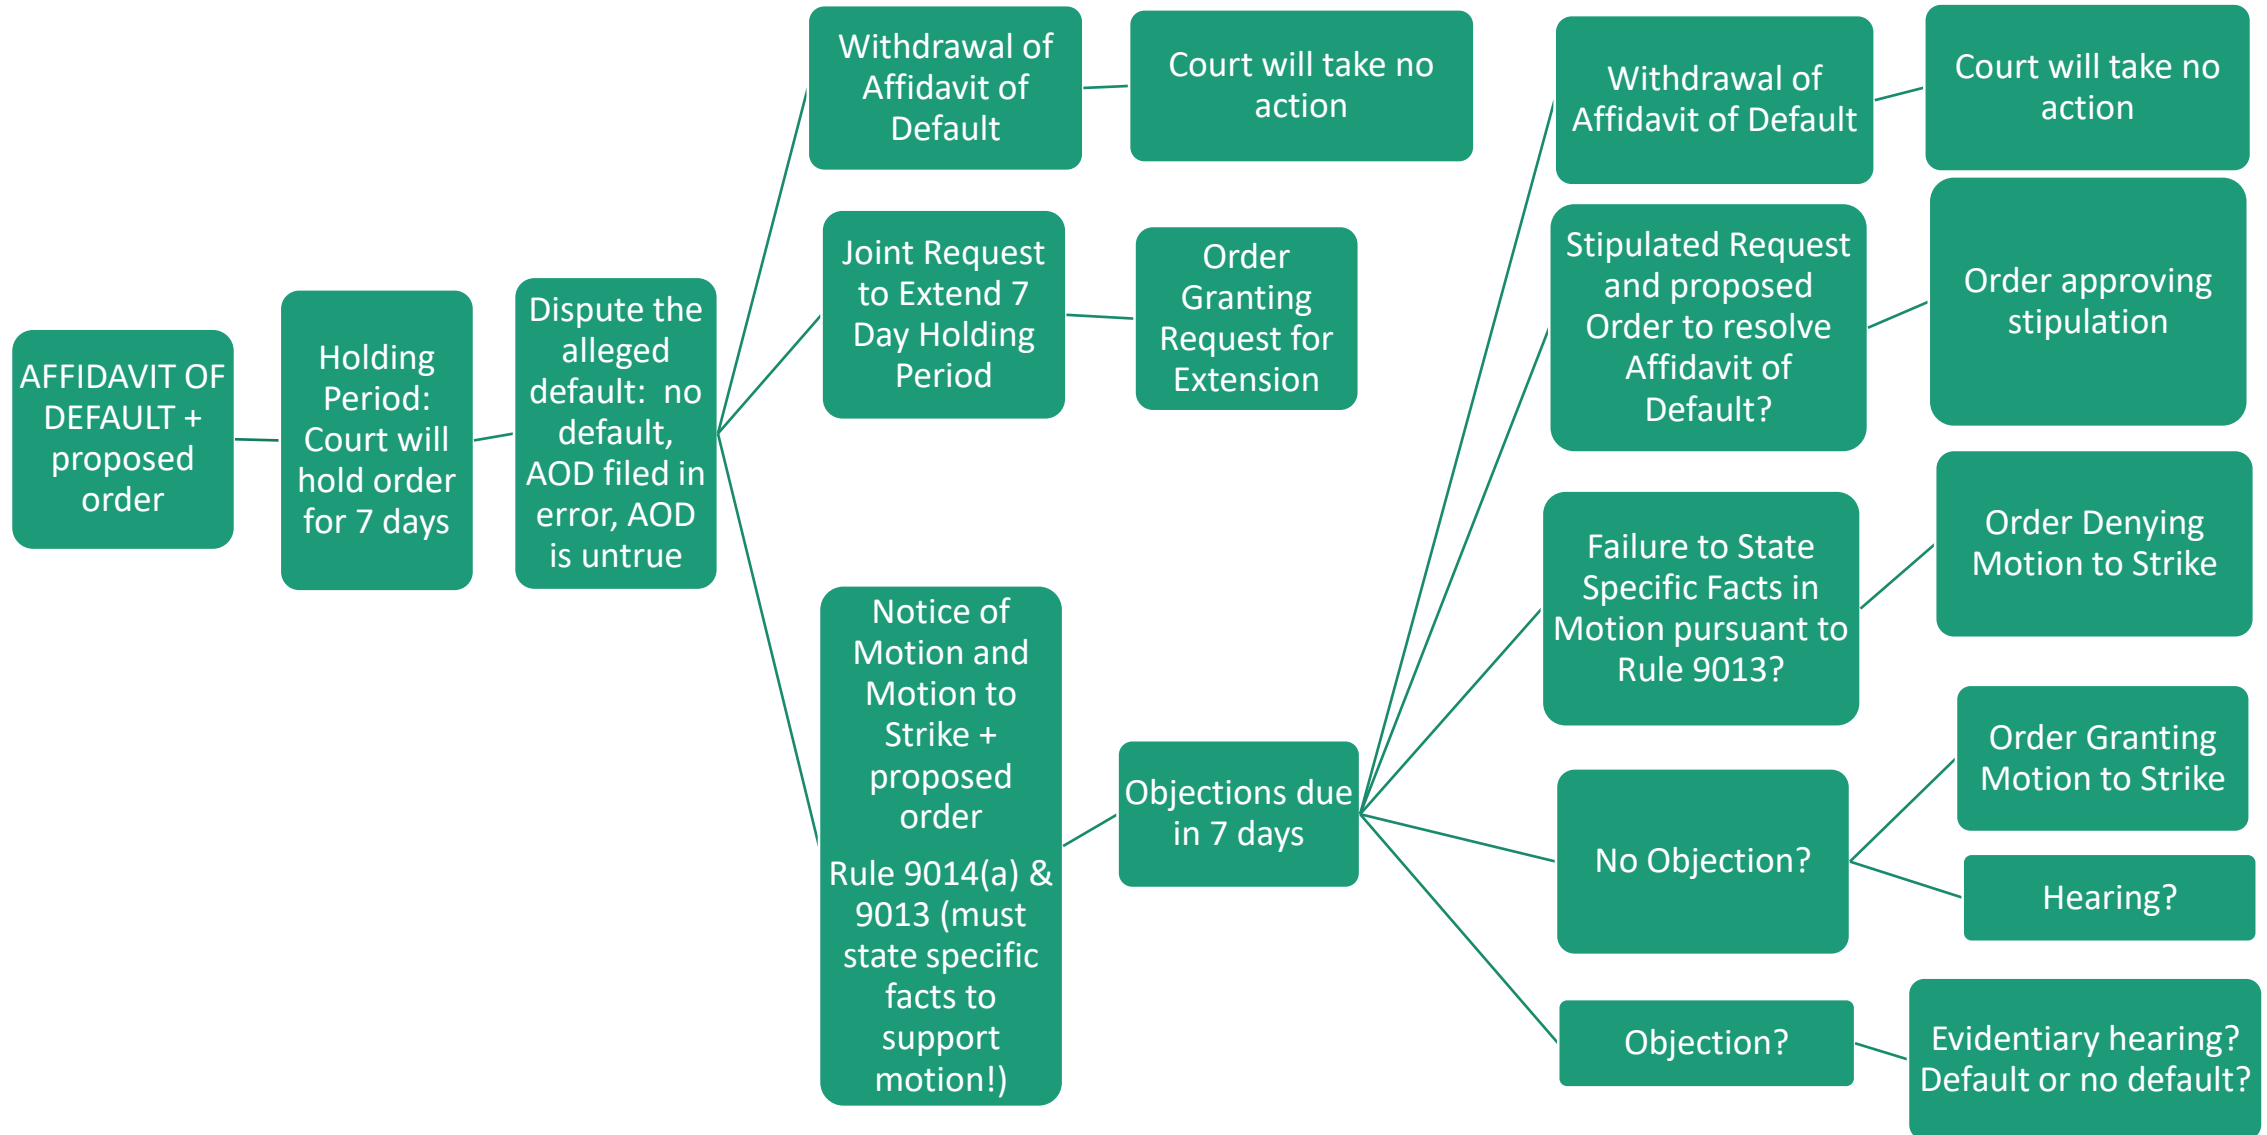 AFFIDAVIT OF
DEFAULT +
proposed
order
Holding
Period:
Court will
hold order
for 7 days
Dispute the
alleged
default:  no
default,
AOD filed in
error, AOD
is untrue
Withdrawal of
Affidavit of
Default
Court will take no
action
Joint Request
to Extend 7
Day Holding
Period
Order
Granting
Request for
Extension
Notice of
Motion and
Motion to
Strike +
proposed
order
Rule 9014(a) &
9013 (must
state specific
facts to
support
motion!)
Objections due
in 7 days
Withdrawal of
Affidavit of Default
Court will take no
action
Stipulated Request
and proposed
Order to resolve
Affidavit of
Default?
Order approving
stipulation
Failure to State
Specific Facts in
Motion pursuant to
Rule 9013?
Order Denying
Motion to Strike
No Objection?
Order Granting
Motion to Strike
Hearing?
Objection?
Evidentiary hearing?
Default or no default?